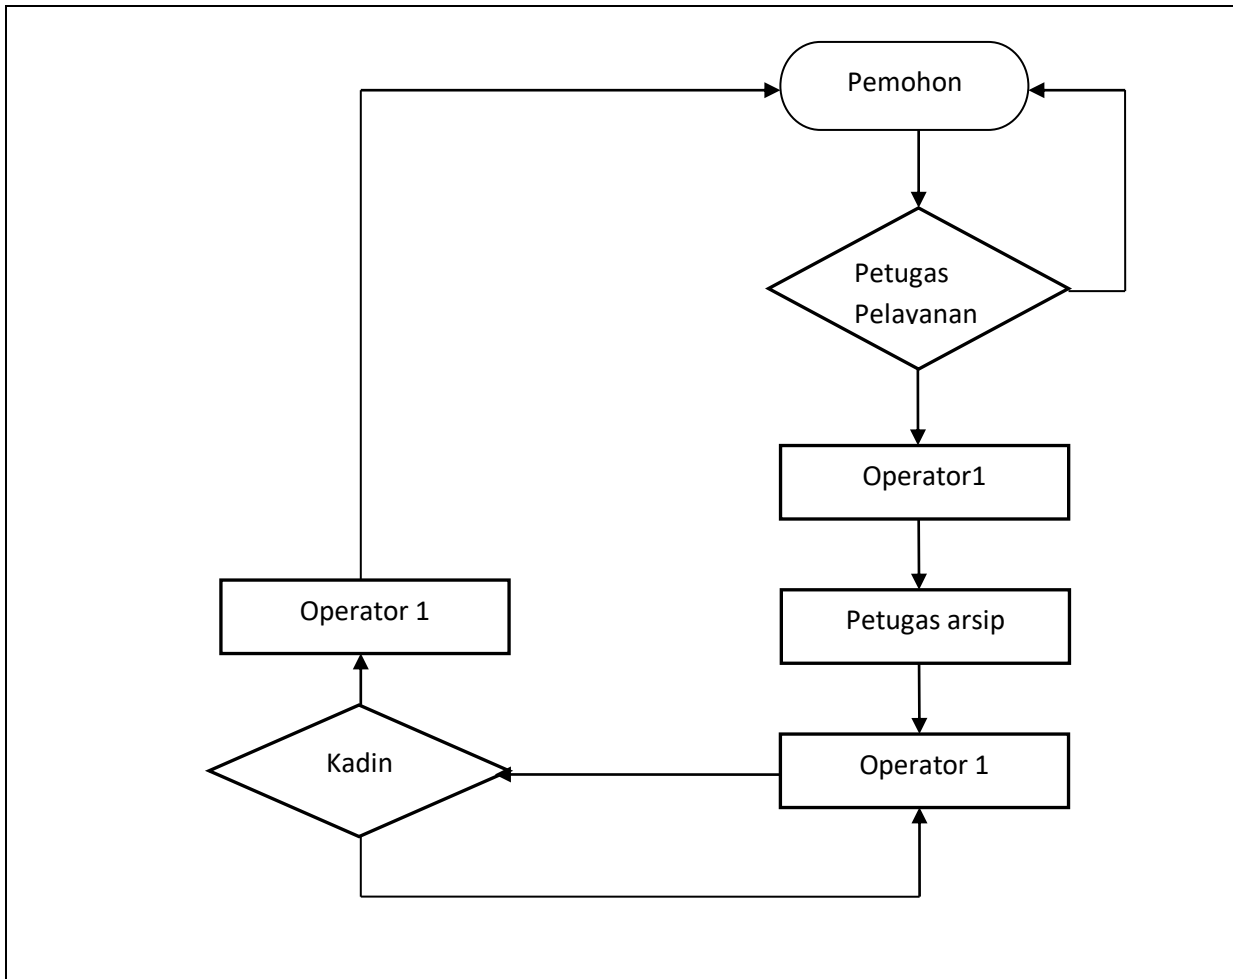 Pemohon
Petugas
Pelayanan
Operator1
Operator 1
Petugas arsip
Kadin
Operator 1